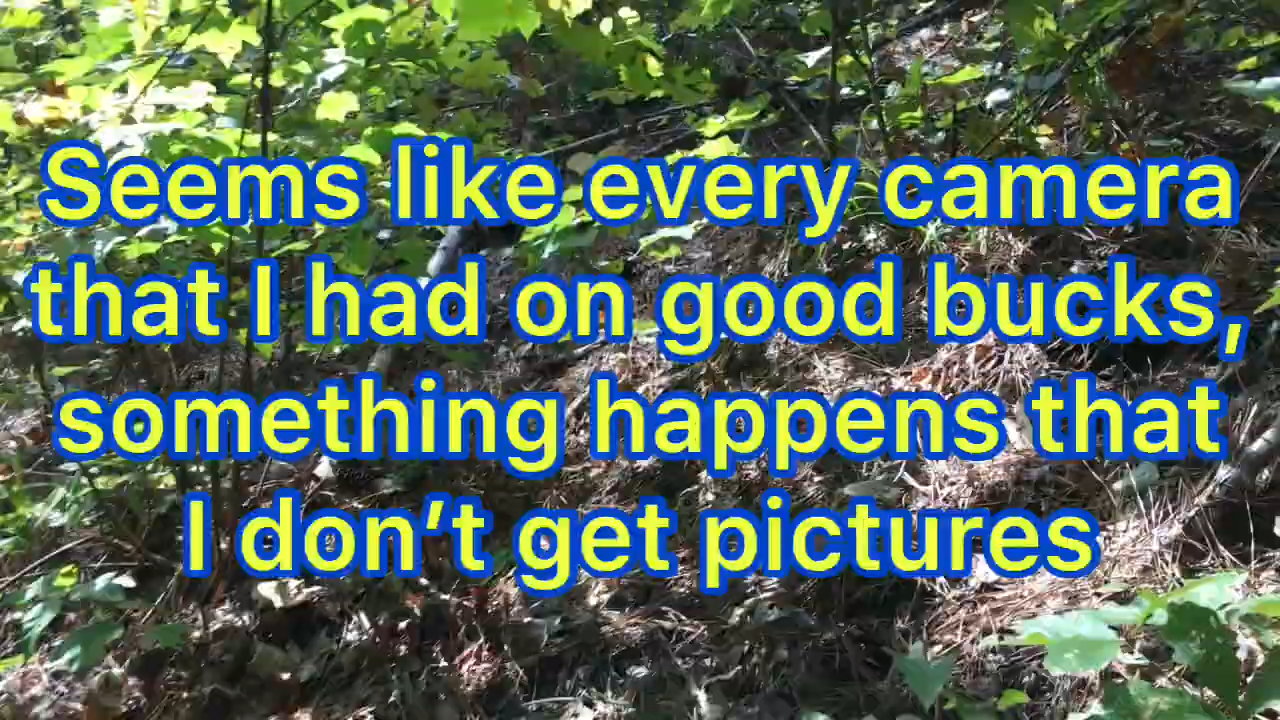 Seems like every camera
that I had on good bucks,
something happens that
I don’t get pictures